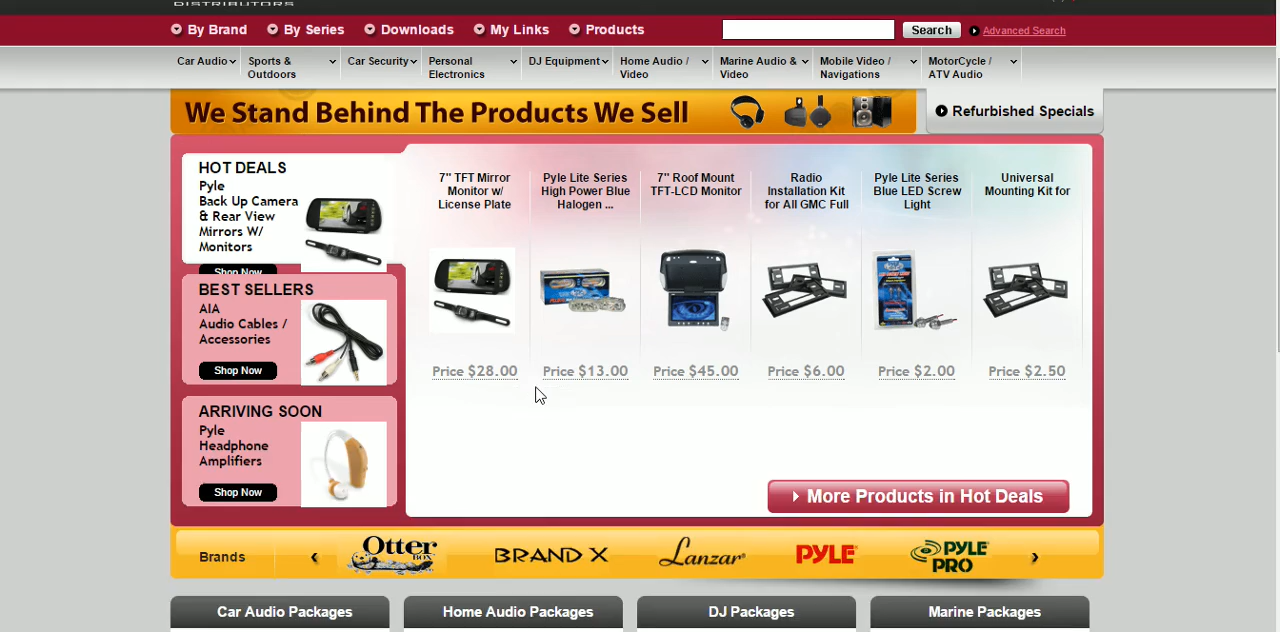 DISTRIBUTORS
By Brand By Series Downloads My Links Products Search Advanced Search
Car Audio Sports & Outdoors Car Security Personal Electronics DJ Equipment Home Audio / Video Marine Audio & Video Mobile Video / Navigations MotorCycle / ATV Audio
We Stand Behind The Products We Sell
Refurbished Specials
HOT DEALS
Pyle
Back Up Camera
& Rear View
Mirrors W/
Monitors
Shop Now
BEST SELLERS
AIA
Audio Cables /
Accessories
Shop Now
ARRIVING SOON
Pyle
Headphone
Amplifiers
Shop Now
7" TFT Mirror
Monitor w/
License Plate
Price $28.00
Pyle Lite Series
High Power Blue
Halogen ...
Price $13.00
7" Roof Mount
TFT-LCD Monitor
Price $45.00
Radio
Installation Kit
for All GMC Full
Price $6.00
Pyle Lite Series
Blue LED Screw
Light
Price $2.00
Universal
Mounting Kit for
Price $2.50
More Products in Hot Deals
Brands
Otter BOX
BRAND X
Lanzar
PYLE
PYLE PRO
Car Audio Packages Home Audio Packages DJ Packages Marine Packages